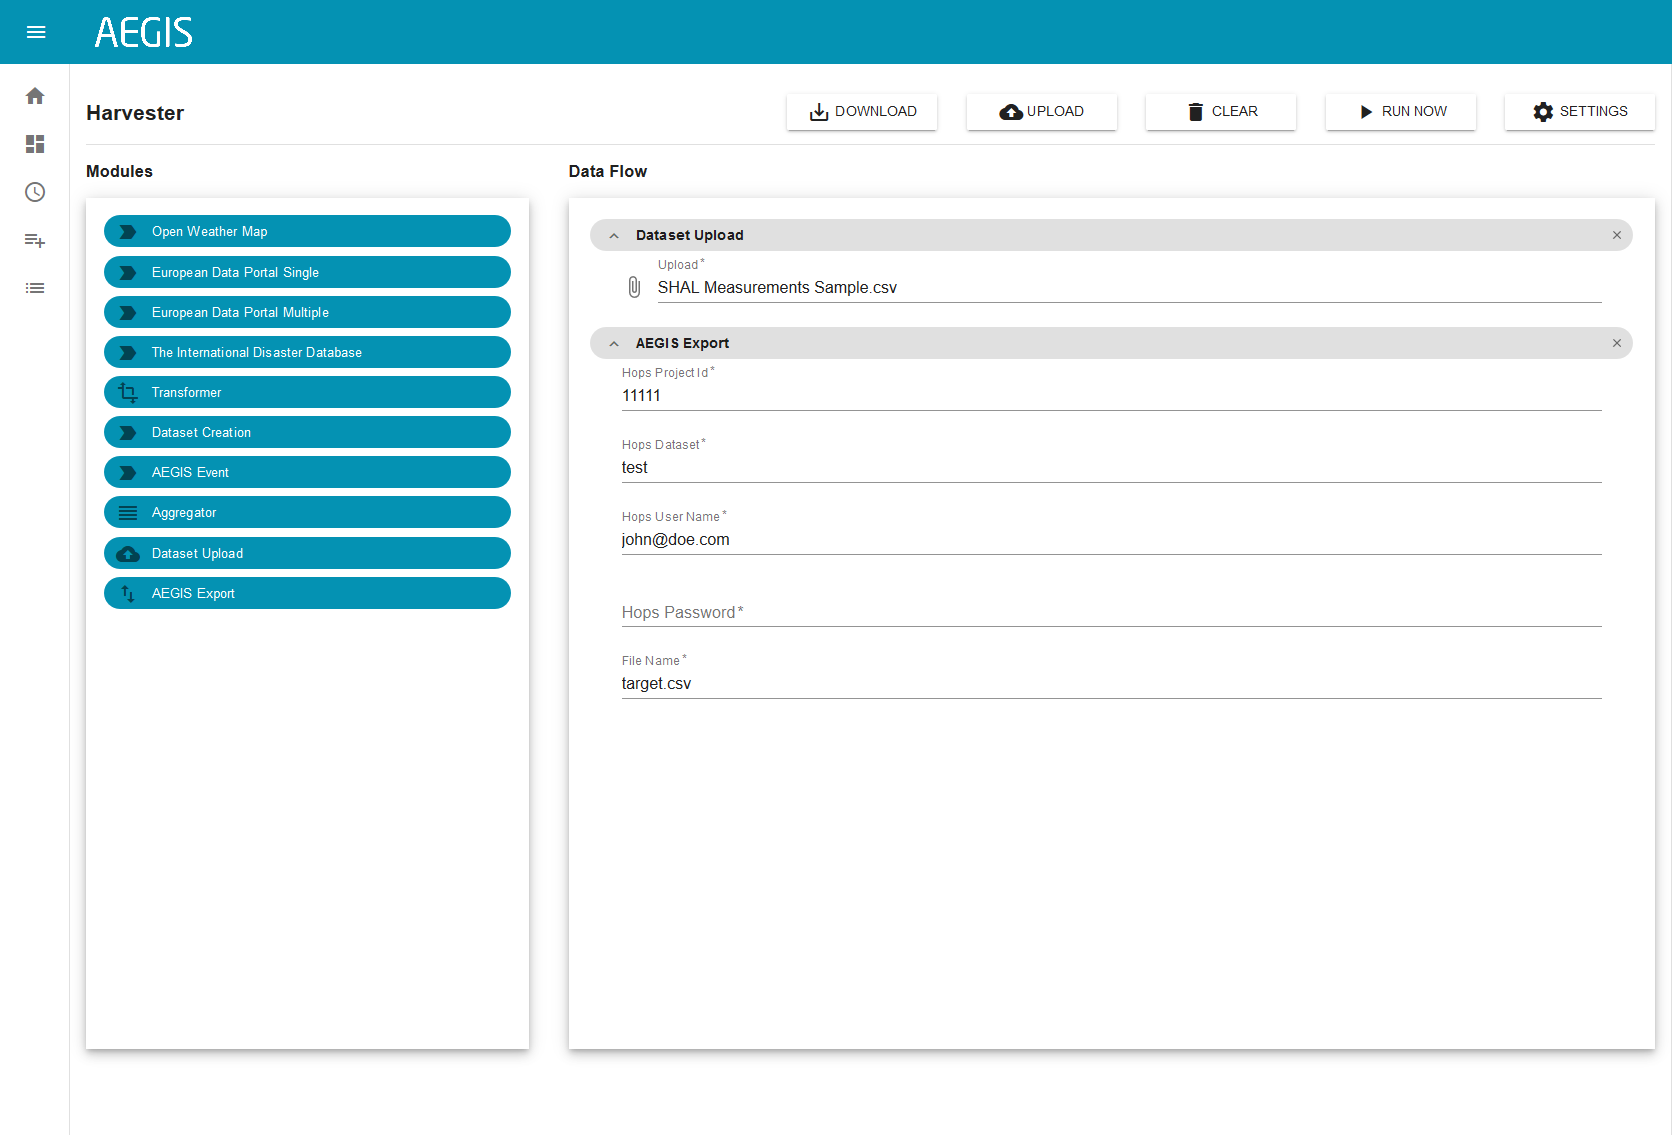 AEGIS
Harvester
DOWNLOAD
UPLOAD
CLEAR
RUN NOW
SETTINGS
Modules
Open Weather Map
European Data Portal Single
European Data Portal Multiple
The International Disaster Database
Transformer
Dataset Creation
AEGIS Event
Aggregator
Dataset Upload
AEGIS Export
Data Flow
Dataset Upload
Upload*
SHAL Measurements Sample.csv
AEGIS Export
Hops Project Id*
11111
Hops Dataset*
test
Hops User Name*
john@doe.com
Hops Password*
File Name*
target.csv